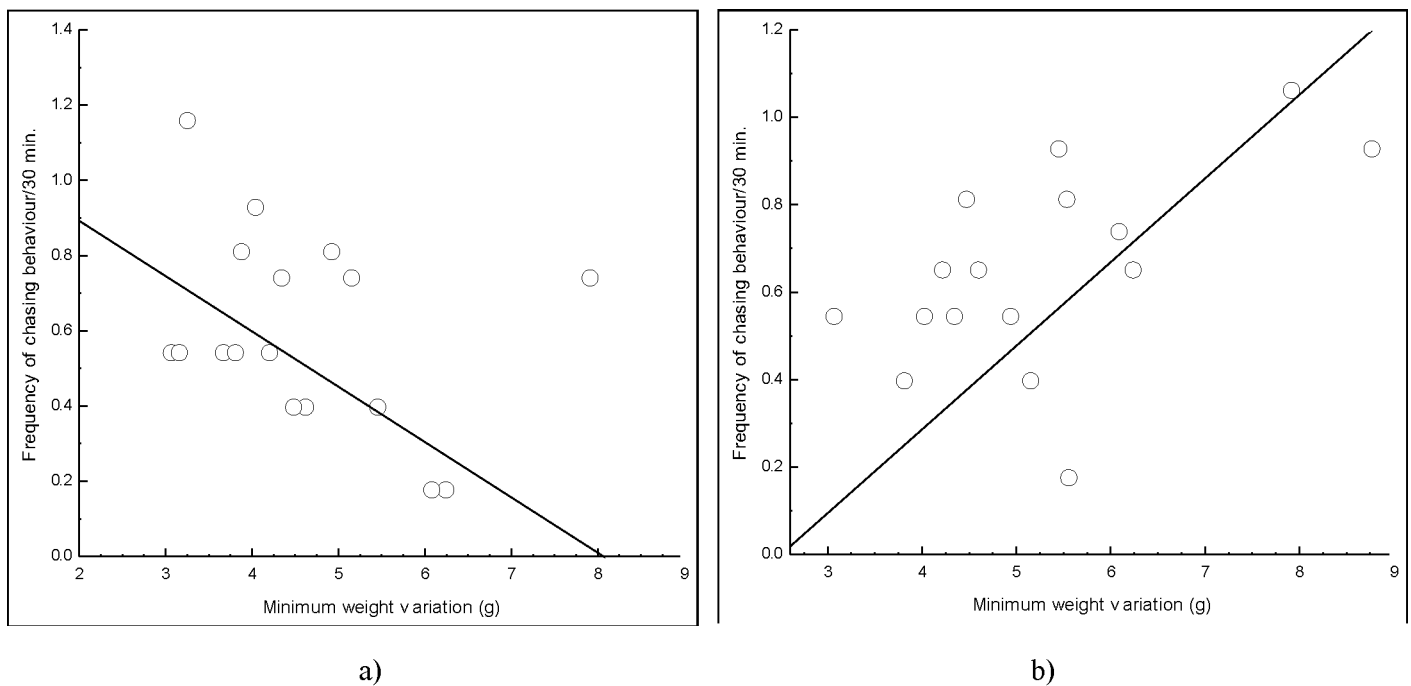 1.4
1.2
1.0
0.8
0.6
0.4
0.2
0.0
Frequency of chasing behaviour/30 min.
2 3 4 5 6 7 8 9
Minimum weight v ariation (g)
a)
1.2
1.0
0.8
0.6
0.4
0.2
0.0
Frequency of chasing behaviour/30 min.
3 4 5 6 7 8 9
Minimum weight v ariation (g)
b)